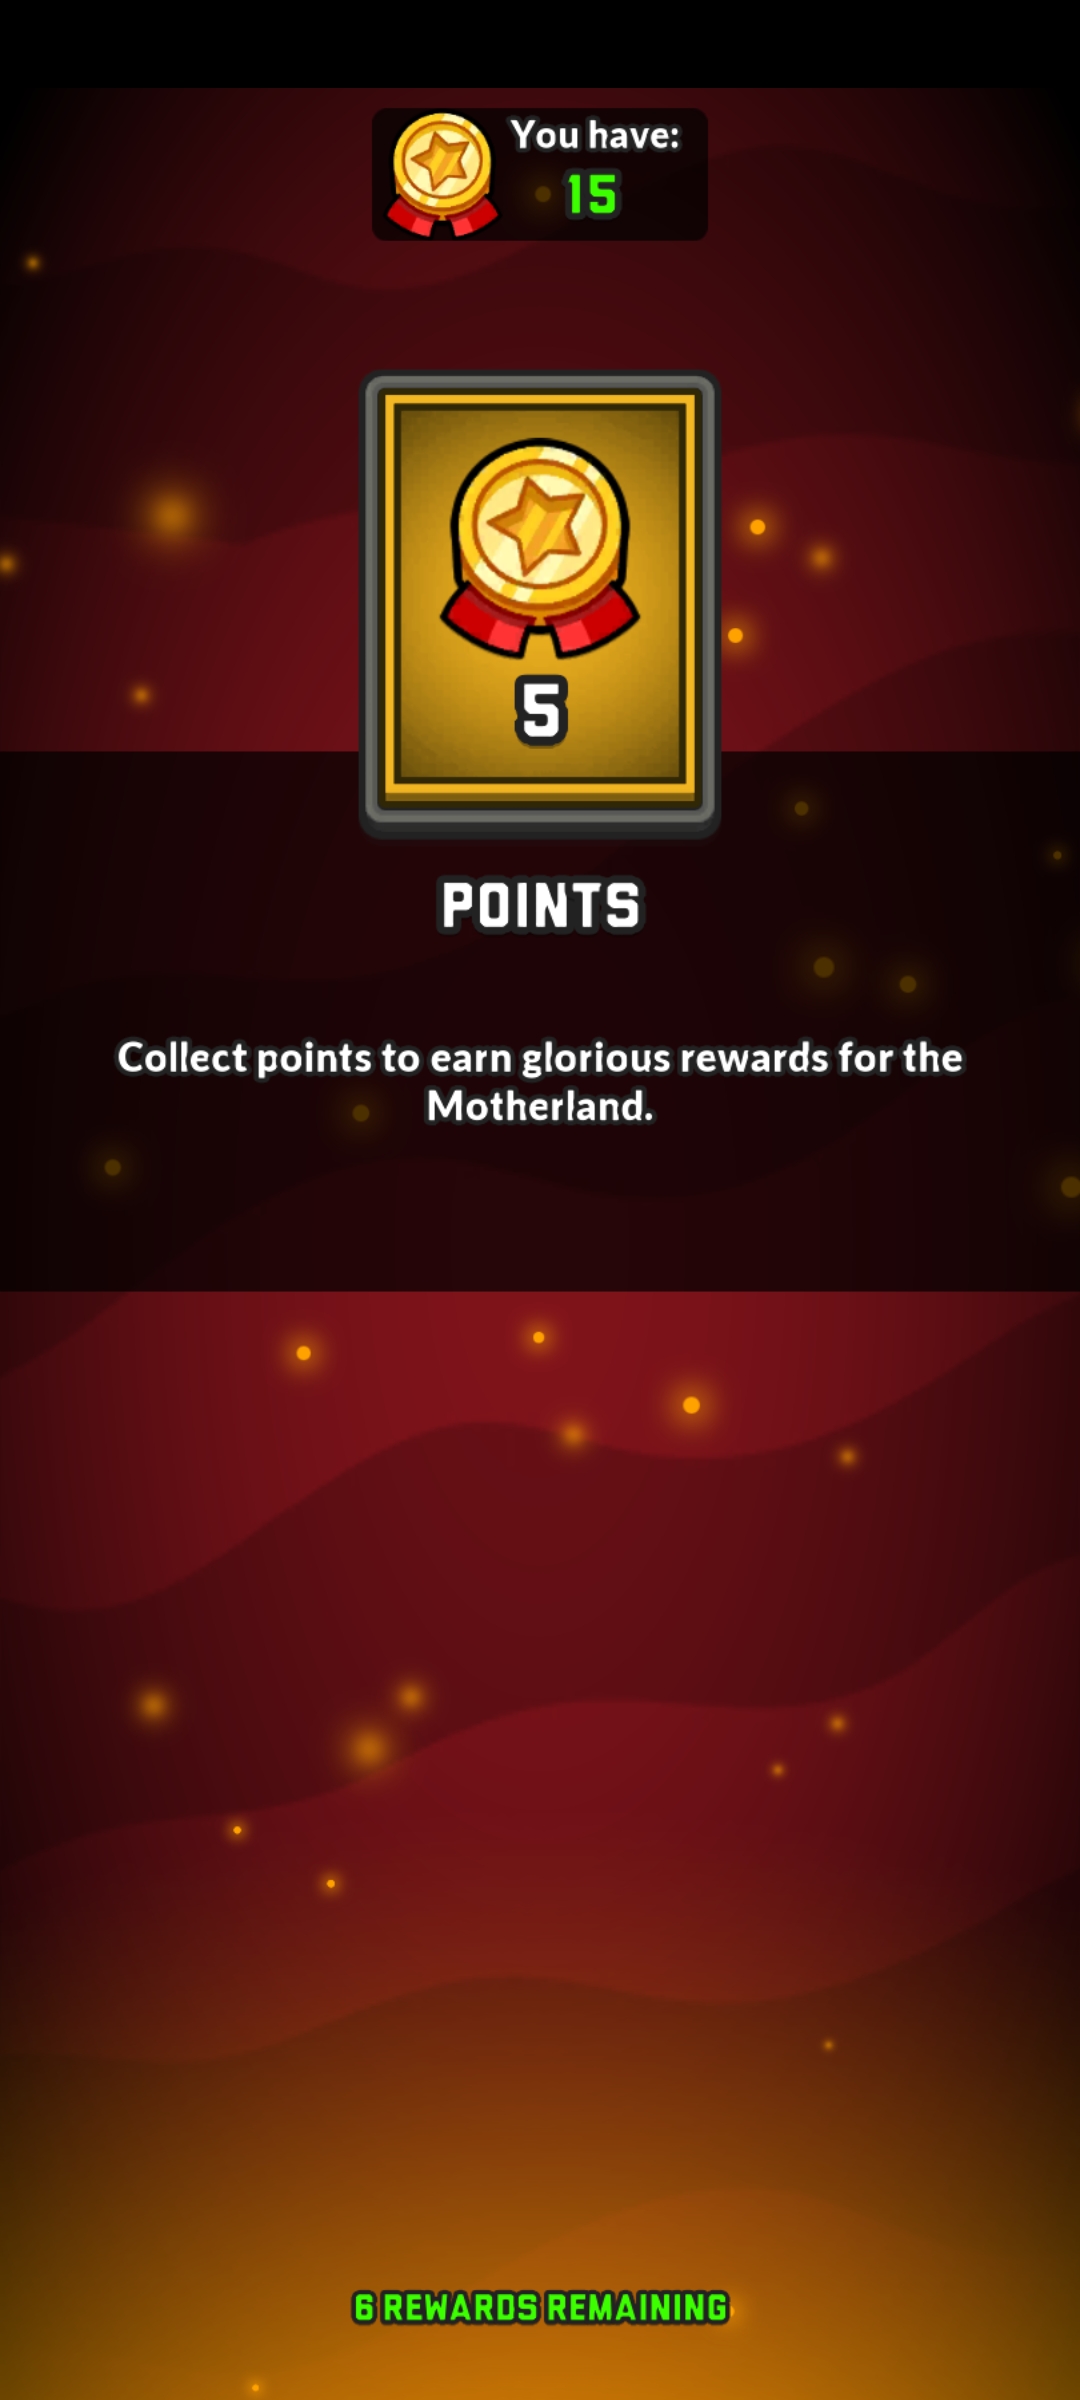 You have:
15
5
POINTS
Collect points to earn glorious rewards for the
Motherland.
6 REWARDS REMAINING